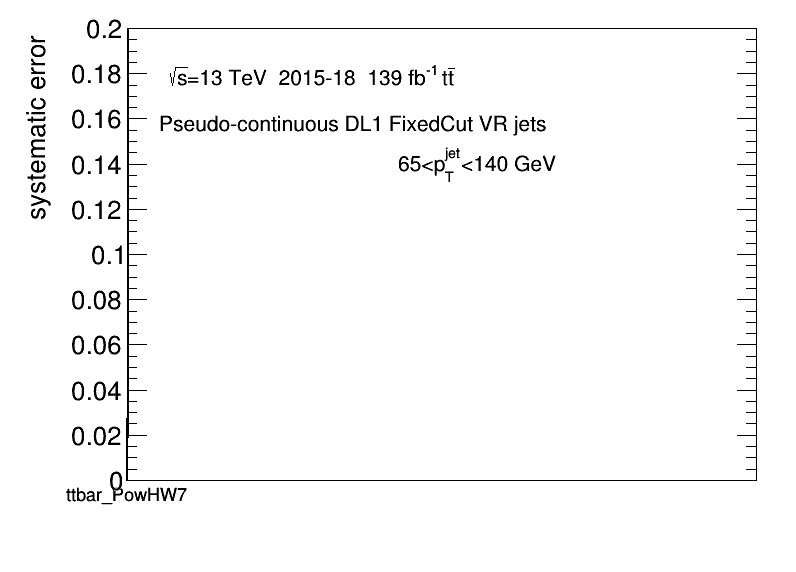 systematic error
0.2
0.18
0.16
0.14
0.12
0.1
0.08
0.06
0.04
0.02
0
√s=13 TeV 2015-18 139 fb⁻¹ tt̄
Pseudo-continuous DL1 FixedCut VR jets
65<p_T^jet<140 GeV
ttbar_PowHW7